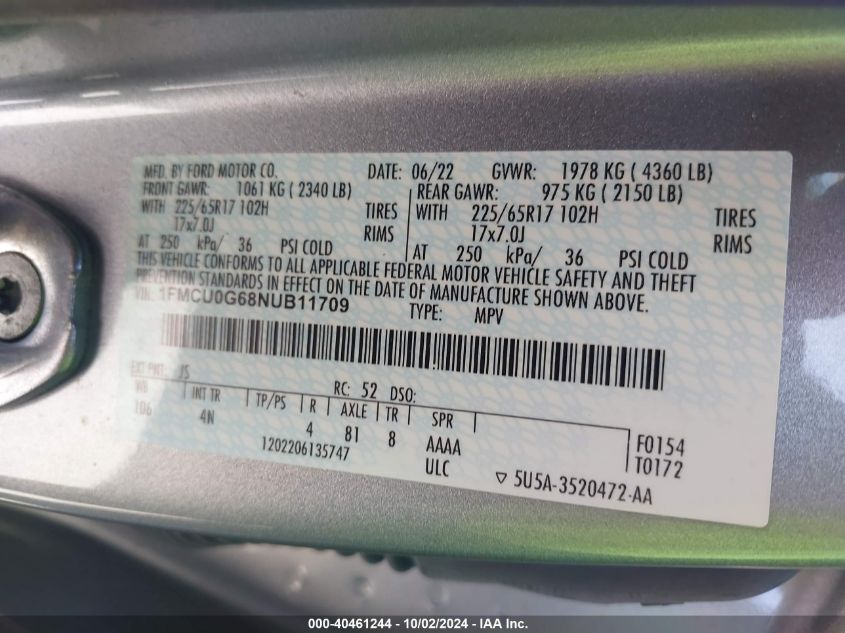 MFD. BY FORD MOTOR CO. DATE: 06/22 GVWR: 1978 KG ( 4360 LB)
FRONT GAWR: 1061 KG ( 2340 LB) REAR GAWR: 975 KG ( 2150 LB)
WITH 225/65R17 102H TIRES WITH 225/65R17 102H TIRES
17x7.0J RIMS 17x7.0J RIMS
AT 250 kPa/ 36 PSI COLD AT 250 kPa/ 36 PSI COLD
THIS VEHICLE CONFORMS TO ALL APPLICABLE FEDERAL MOTOR VEHICLE SAFETY AND THEFT
PREVENTION STANDARDS IN EFFECT ON THE DATE OF MANUFACTURE SHOWN ABOVE.
VIN: 1FMCU0G68NUB11709 TYPE: MPV
EXT PNT: JS RC: 52 DSO:
WB INT TR TP/PS R AXLE TR SPR
106 4N 4 81 8 AAAA F0154
1202206135747 ULC T0172
▽ 5U5A-3520472-AA
000-40461244 - 10/02/2024 - IAA Inc.